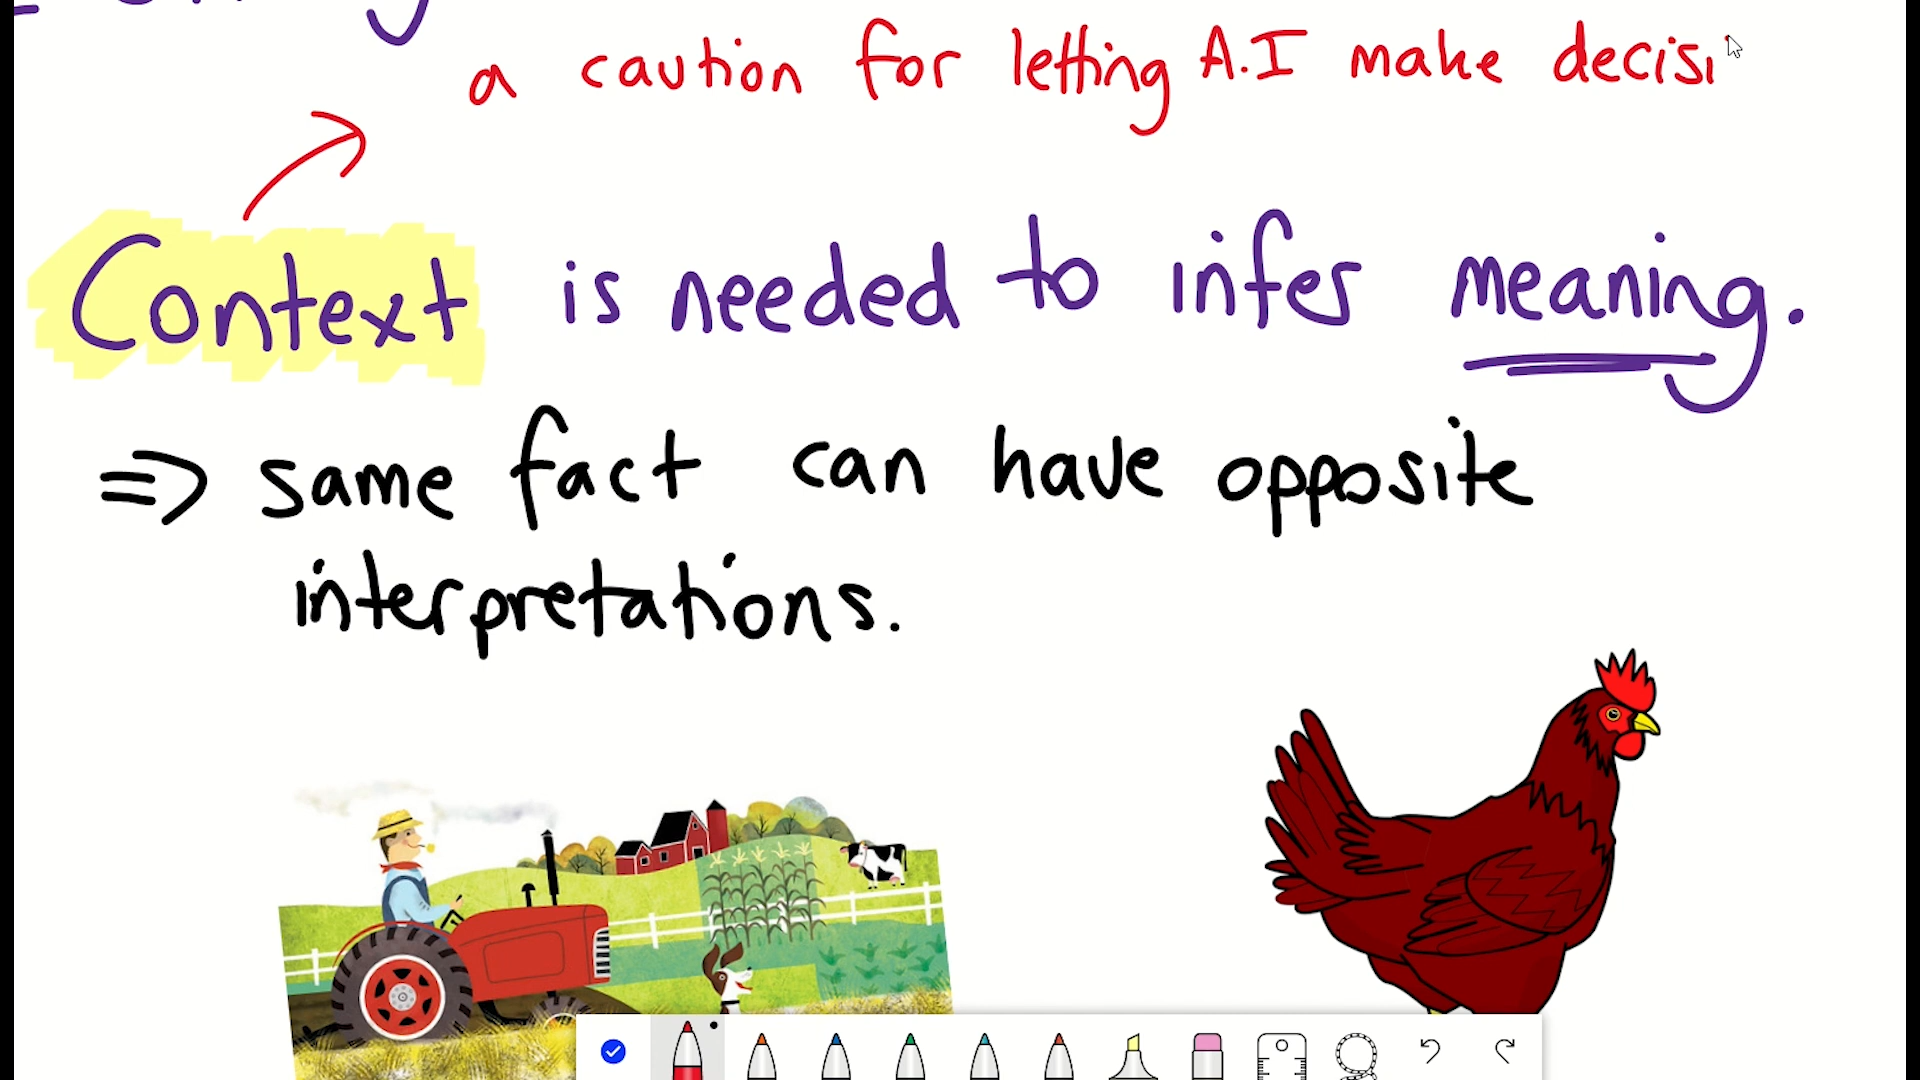 a caution for letting A.I make decisi
Context is needed to infer meaning.
=> same fact can have opposite
interpretations.